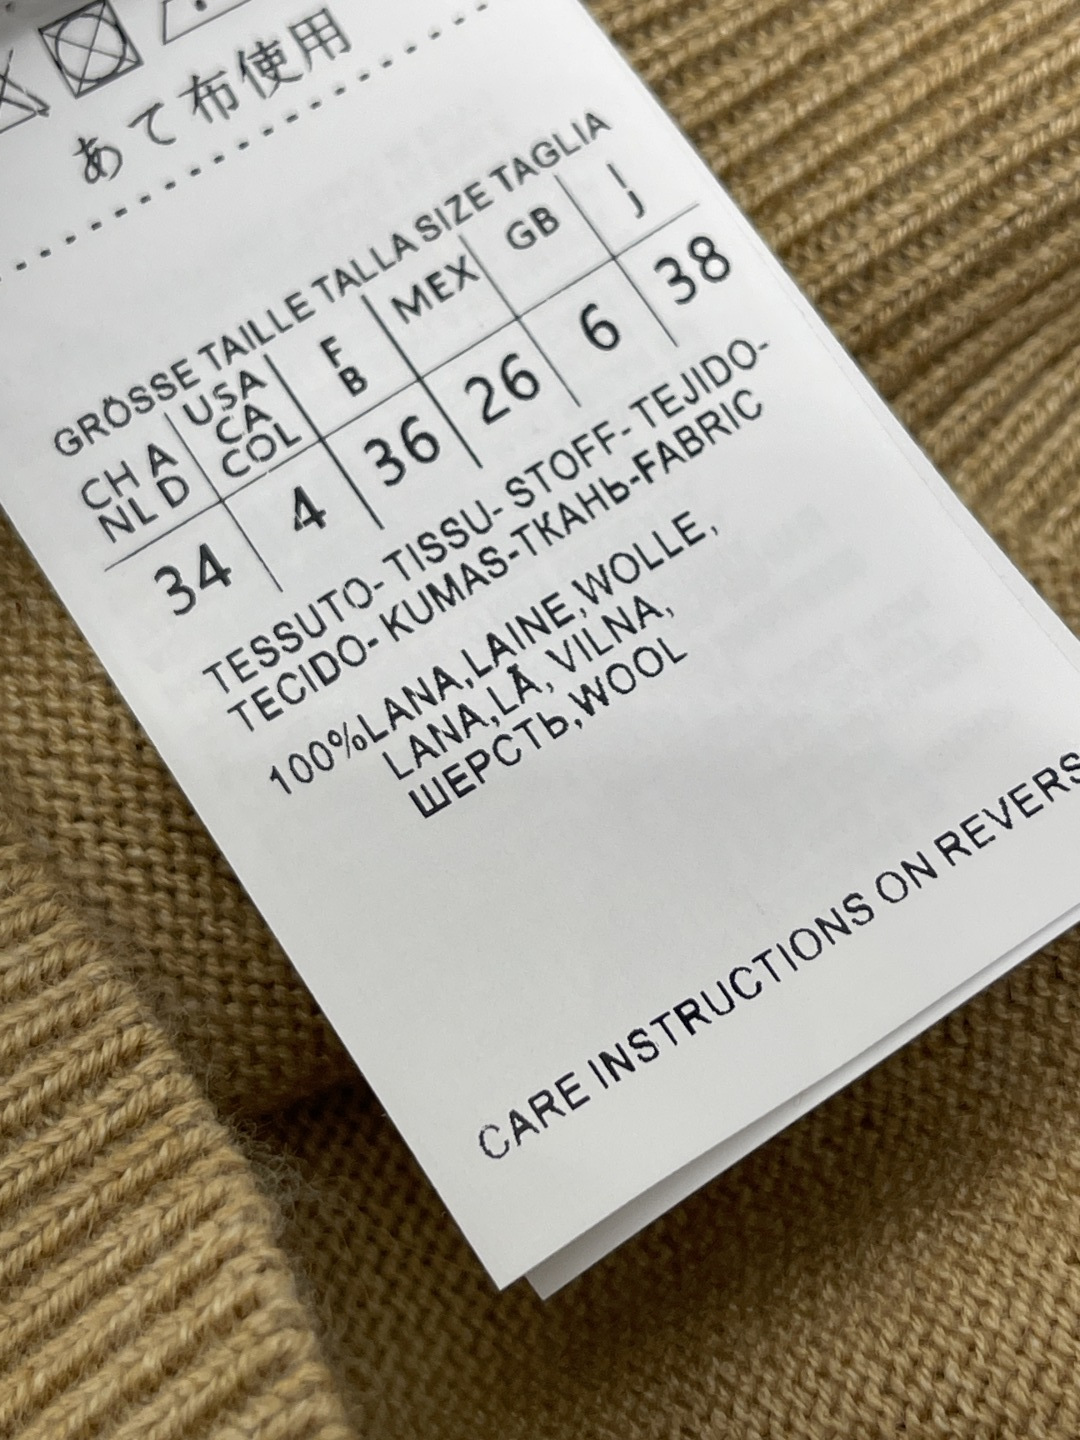 あて布使用
GRÖSSE TAILLE TALLA SIZE TAGLIA
CH A NL D | USA CA COL | F B | MEX | GB | I J
34 | 4 | 36 | 26 | 6 | 38
TESSUTO- TISSU- STOFF- TEJIDO-
TECIDO- KUMAS-ТКАНЬ-FABRIC
100%LANA,LAINE,WOLLE,
LANA,LÃ, VILNA,
ШЕРСТЬ,WOOL
CARE INSTRUCTIONS ON REVERS